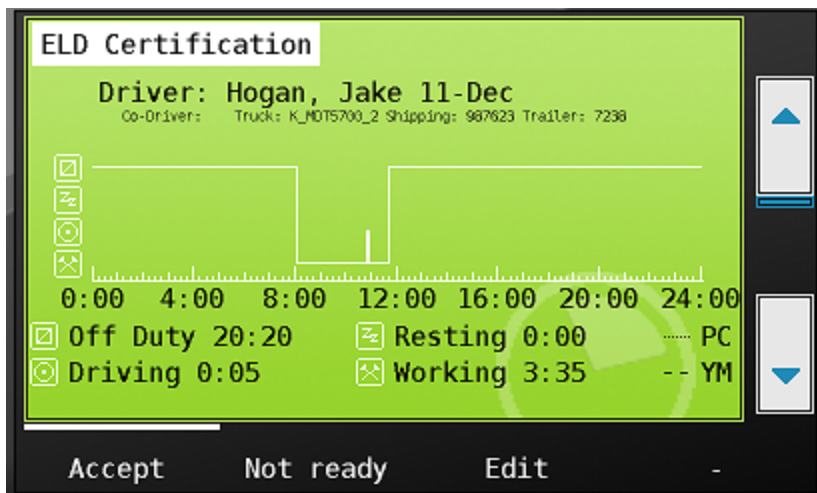 ELD Certification
Driver: Hogan, Jake 11-Dec
Co-Driver: Truck: K_MDT5700_2 Shipping: 987623 Trailer: 7238
0:00 4:00 8:00 12:00 16:00 20:00 24:00
Off Duty 20:20 Resting 0:00 ...... PC
Driving 0:05 Working 3:35 -- YM
Accept Not ready Edit -